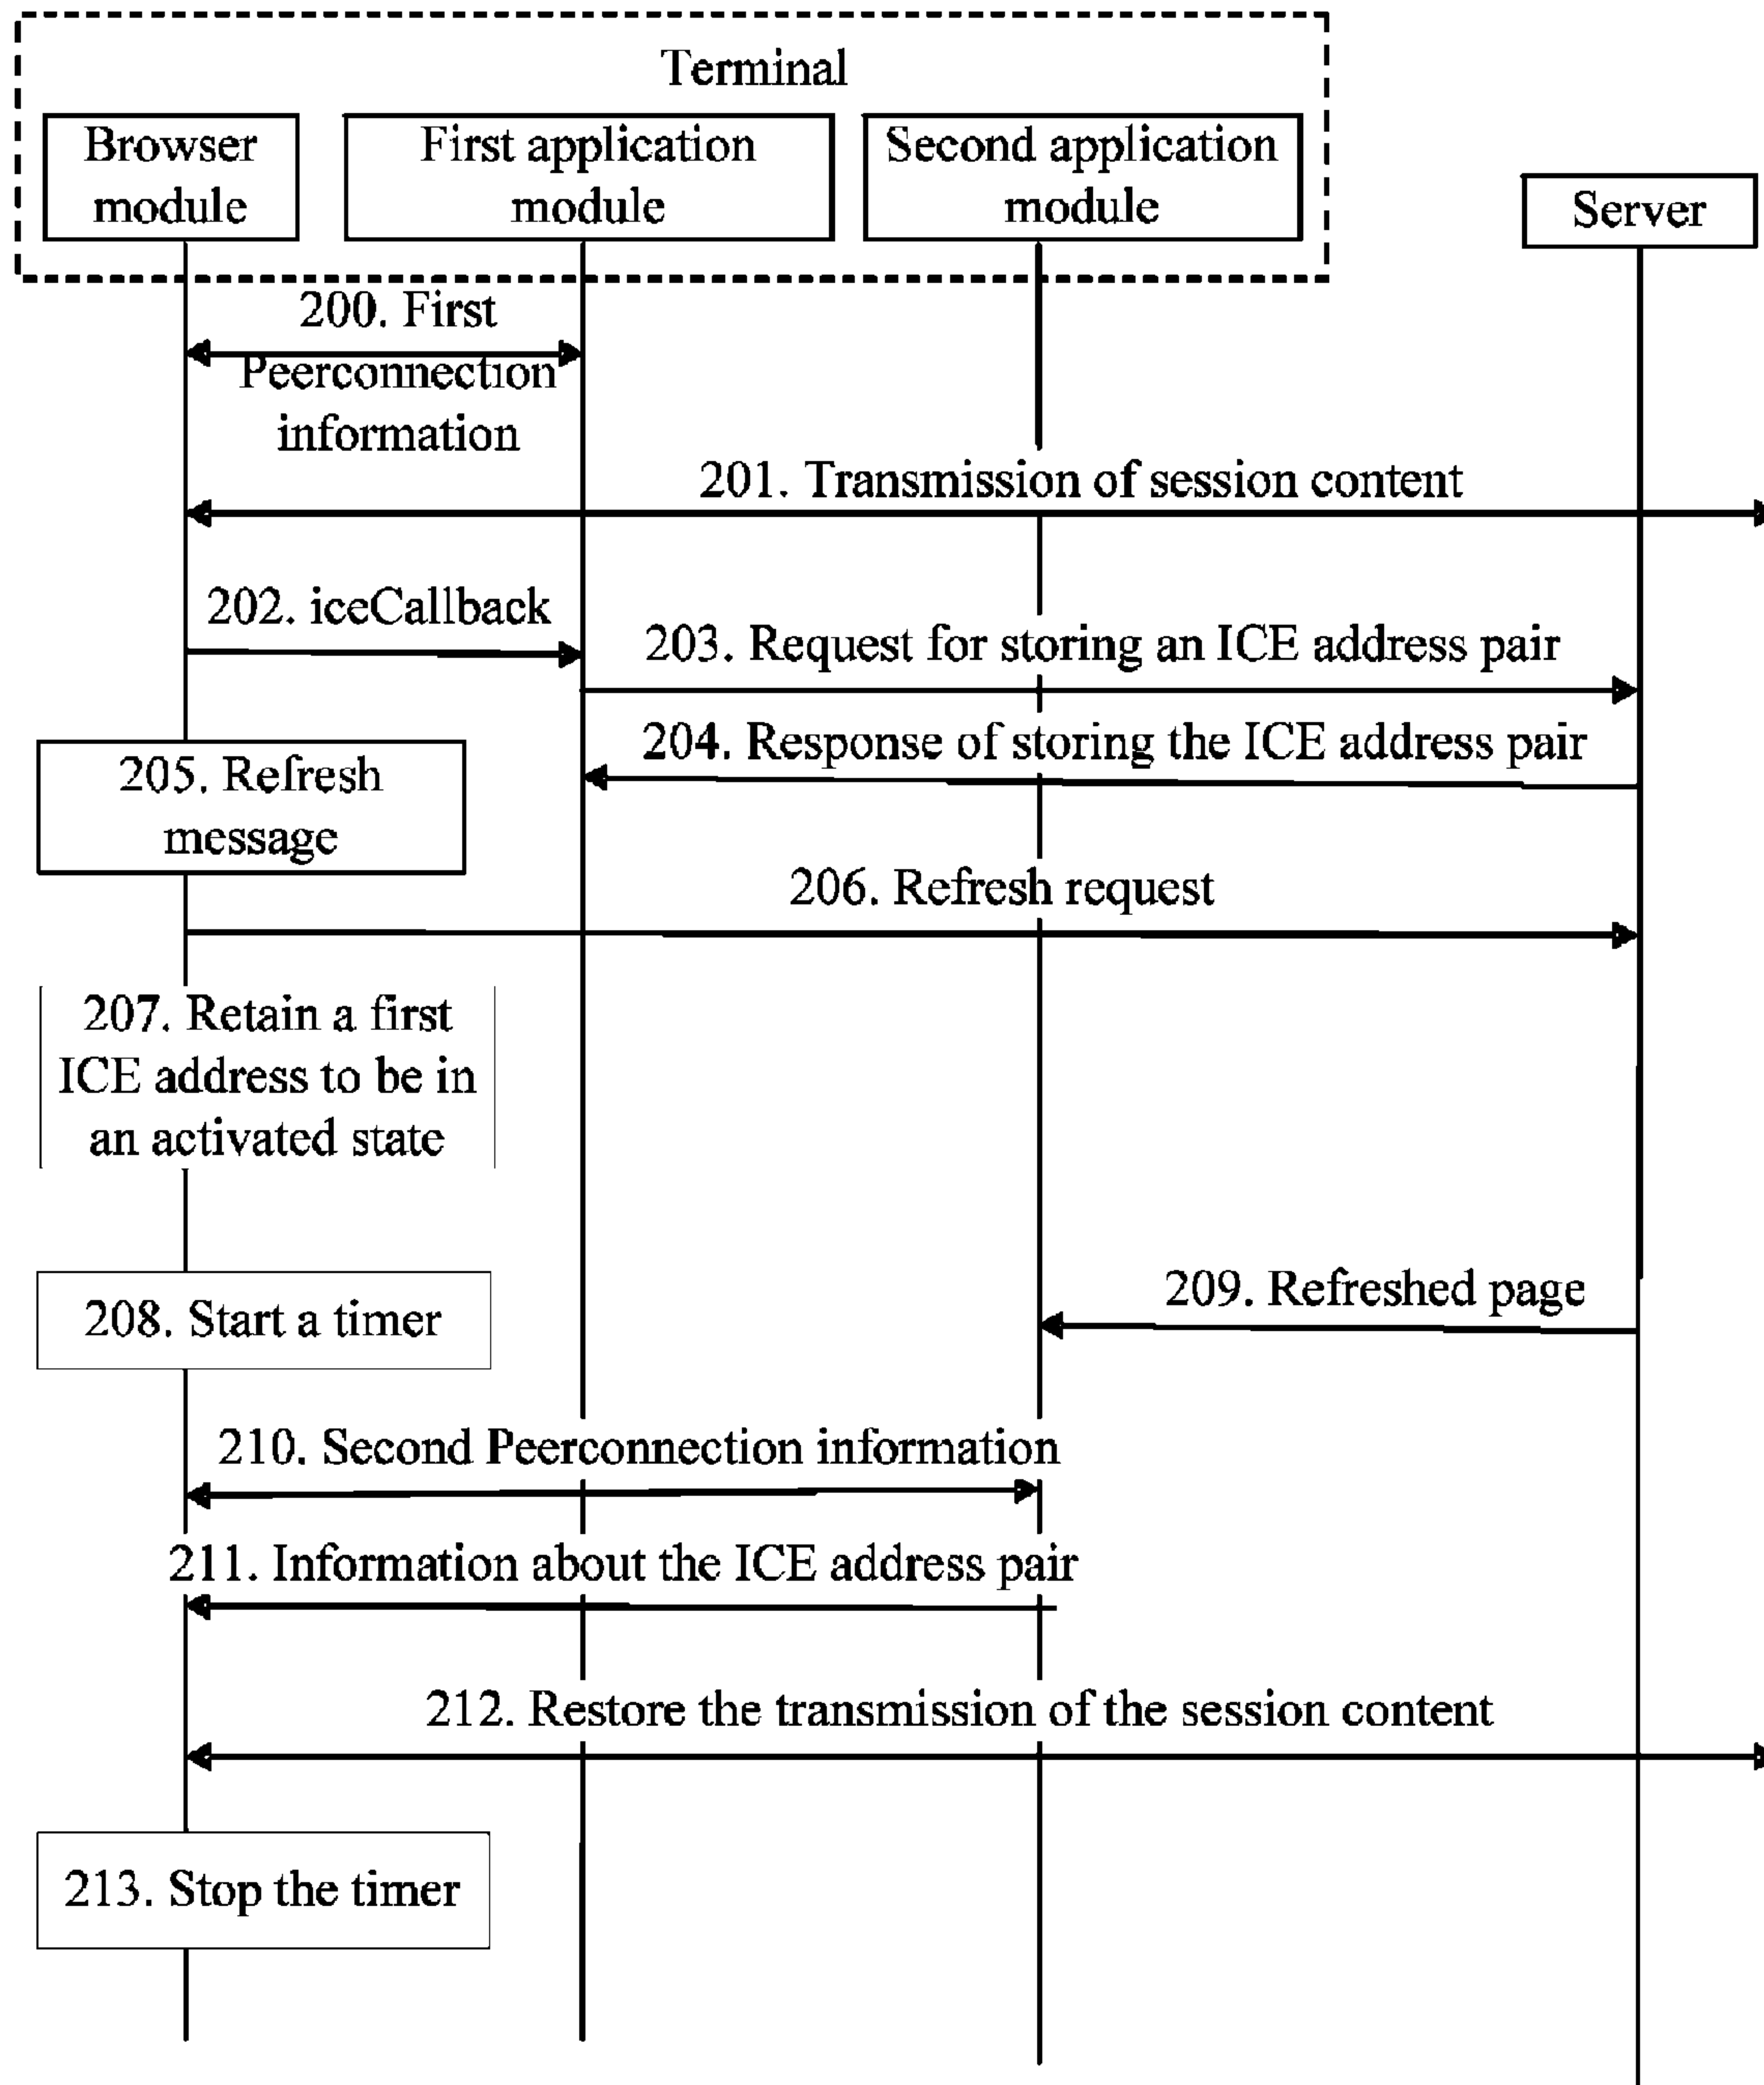 Terminal
Browser
module
First application
module
Second application
module
Server
200. First
Peerconnection
information
201. Transmission of session content
202. iceCallback
203. Request for storing an ICE address pair
204. Response of storing the ICE address pair
205. Refresh
message
206. Refresh request
207. Retain a first
ICE address to be in
an activated state
208. Start a timer
209. Refreshed page
210. Second Peerconnection information
211. Information about the ICE address pair
212. Restore the transmission of the session content
213. Stop the timer